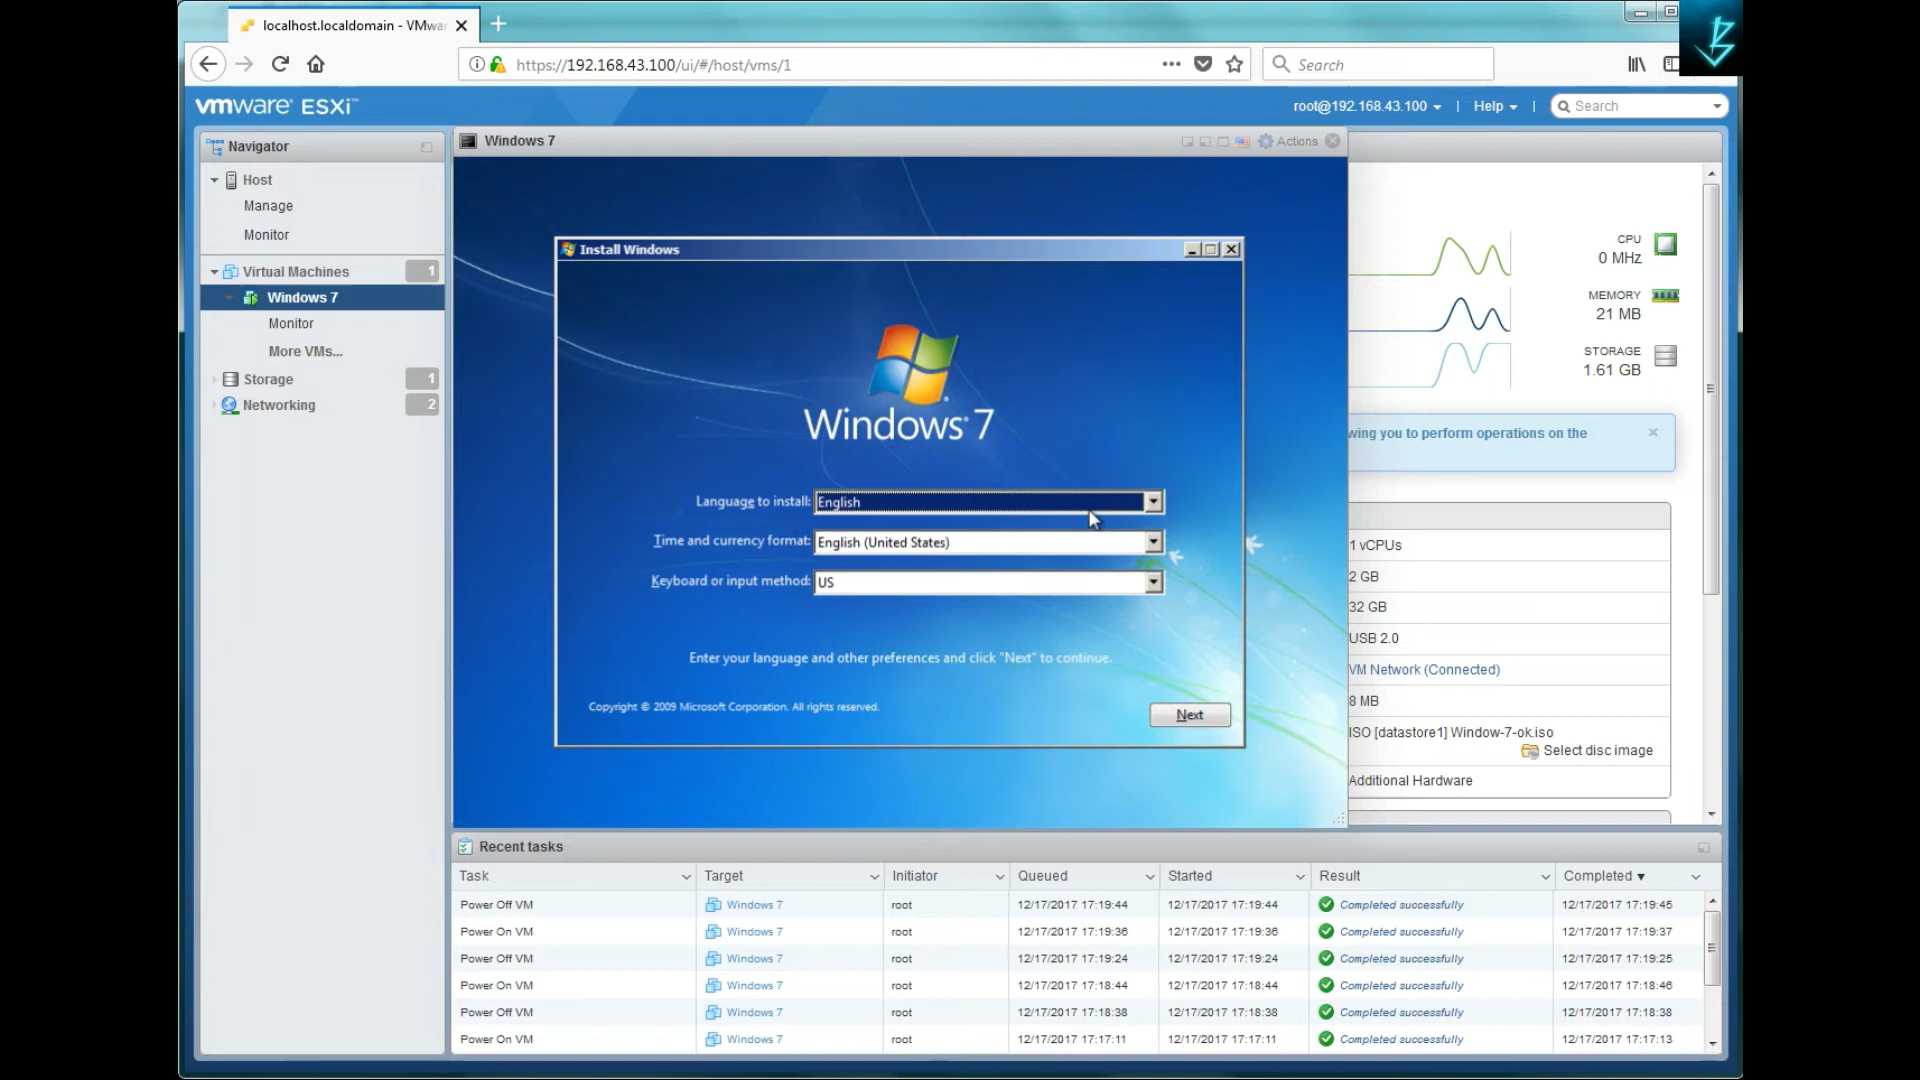 localhost.localdomain - VMwa
https://192.168.43.100/ui/#/host/vms/1
Search
vmware ESXi™
root@192.168.43.100
Help
Search
Navigator
Host
Manage
Monitor
Virtual Machines 1
Windows 7
Monitor
More VMs...
Storage 1
Networking 2
Windows 7
Actions
Install Windows
Windows 7
Language to install: English
Time and currency format: English (United States)
Keyboard or input method: US
Enter your language and other preferences and click "Next" to continue.
Copyright © 2009 Microsoft Corporation. All rights reserved.
Next
CPU
0 MHz
MEMORY
21 MB
STORAGE
1.61 GB
wing you to perform operations on the
1 vCPUs
2 GB
32 GB
USB 2.0
VM Network (Connected)
8 MB
ISO [datastore1] Window-7-ok.iso
Select disc image
Additional Hardware
Recent tasks
Task Target Initiator Queued Started Result Completed
Power Off VM Windows 7 root 12/17/2017 17:19:44 12/17/2017 17:19:44 Completed successfully 12/17/2017 17:19:45
Power On VM Windows 7 root 12/17/2017 17:19:36 12/17/2017 17:19:36 Completed successfully 12/17/2017 17:19:37
Power Off VM Windows 7 root 12/17/2017 17:19:24 12/17/2017 17:19:24 Completed successfully 12/17/2017 17:19:25
Power On VM Windows 7 root 12/17/2017 17:18:44 12/17/2017 17:18:44 Completed successfully 12/17/2017 17:18:46
Power Off VM Windows 7 root 12/17/2017 17:18:38 12/17/2017 17:18:38 Completed successfully 12/17/2017 17:18:38
Power On VM Windows 7 root 12/17/2017 17:17:11 12/17/2017 17:17:11 Completed successfully 12/17/2017 17:17:13